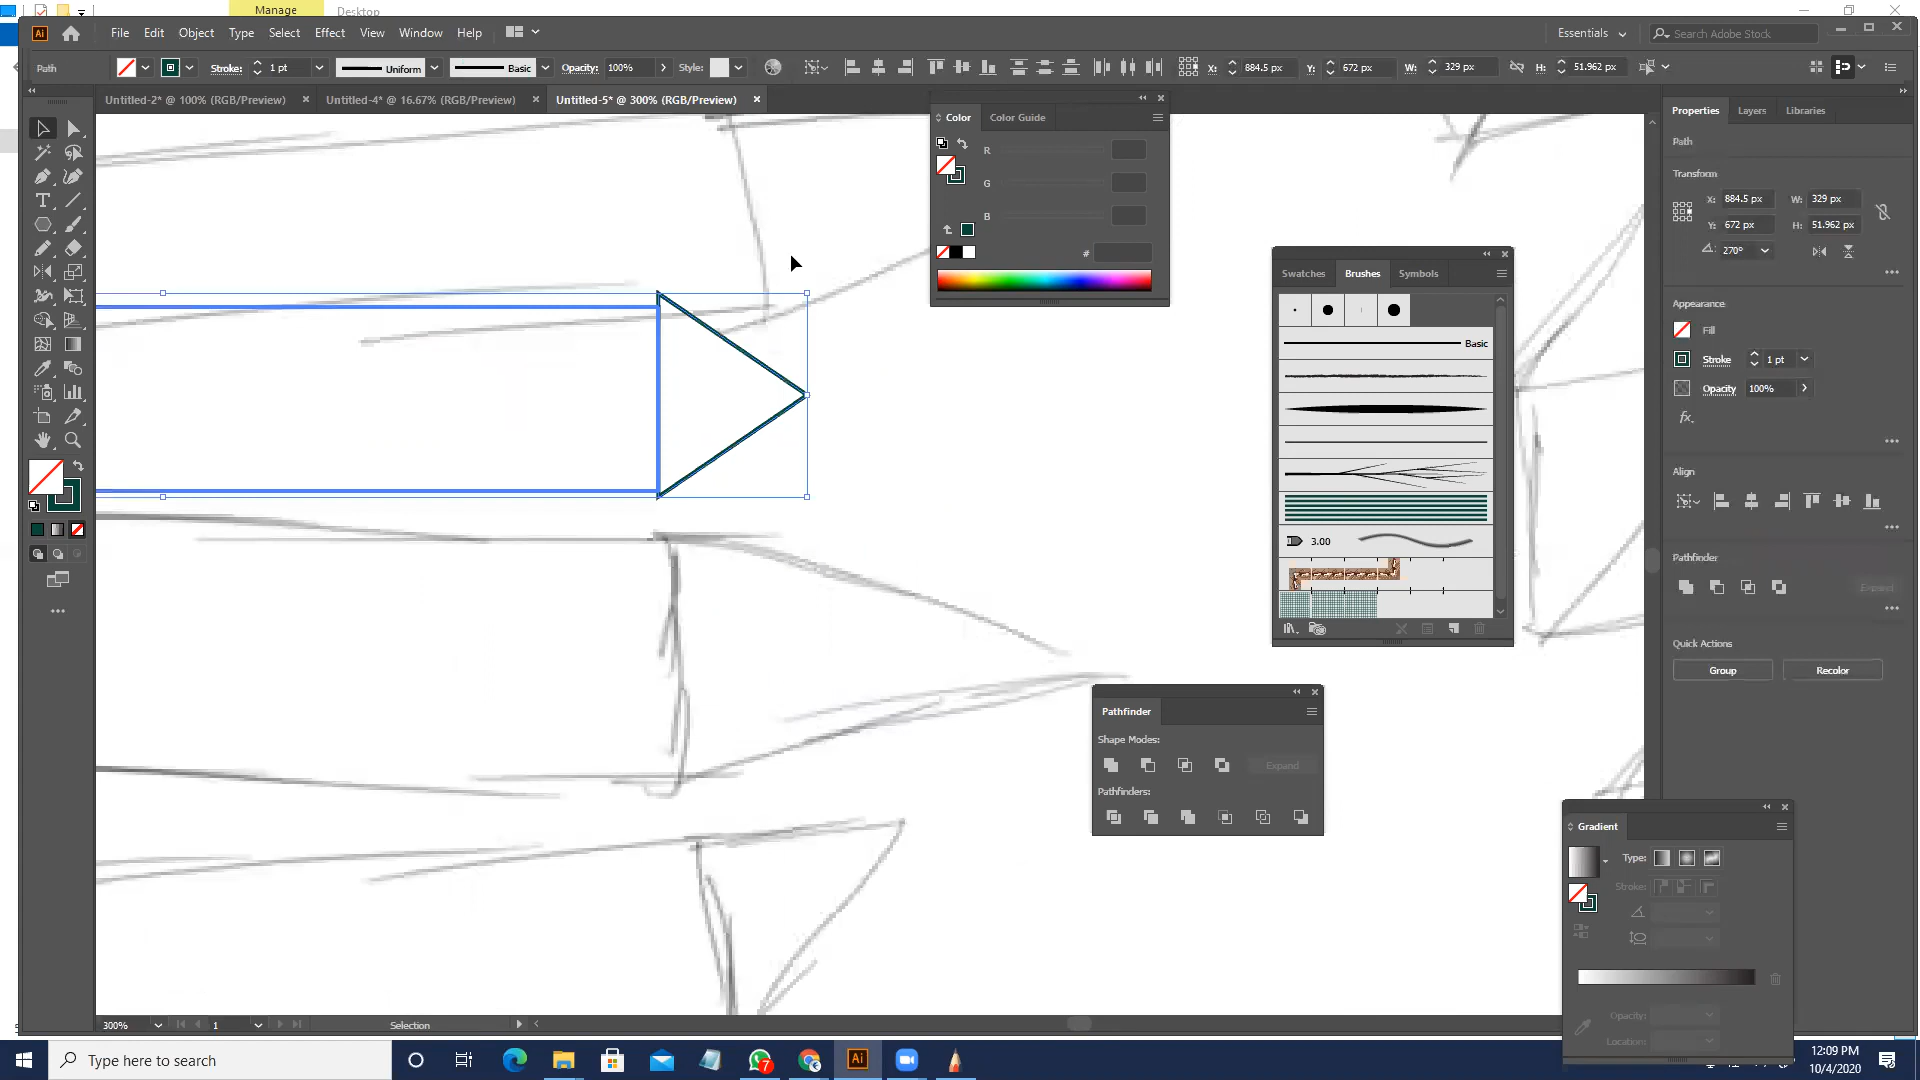 Manage
Desktop
Ai File Edit Object Type Select Effect View Window Help
Essentials
Search Adobe Stock
Path
Stroke: 1 pt Uniform Basic Opacity: 100% Style:
X: 884.5 px Y: 672 px W: 329 px H: 51.962 px
Untitled-2* @ 100% (RGB/Preview) Untitled-4* @ 16.67% (RGB/Preview) Untitled-5* @ 300% (RGB/Preview)
Color Color Guide
R
G
B
#
Swatches Brushes Symbols
Basic
3.00
Pathfinder
Shape Modes:
Expand
Pathfinders:
Properties Layers Libraries
Path
Transform
X: 884.5 px W: 329 px
Y: 672 px H: 51.962 px
270°
Appearance
Fill
Stroke 1 pt
Opacity 100%
fx
Align
Pathfinder
Expand
Quick Actions
Group Recolor
Gradient
Type:
Stroke:
Opacity:
Location:
300% 1 Selection
Type here to search
7
Ai
12:09 PM
10/4/2020